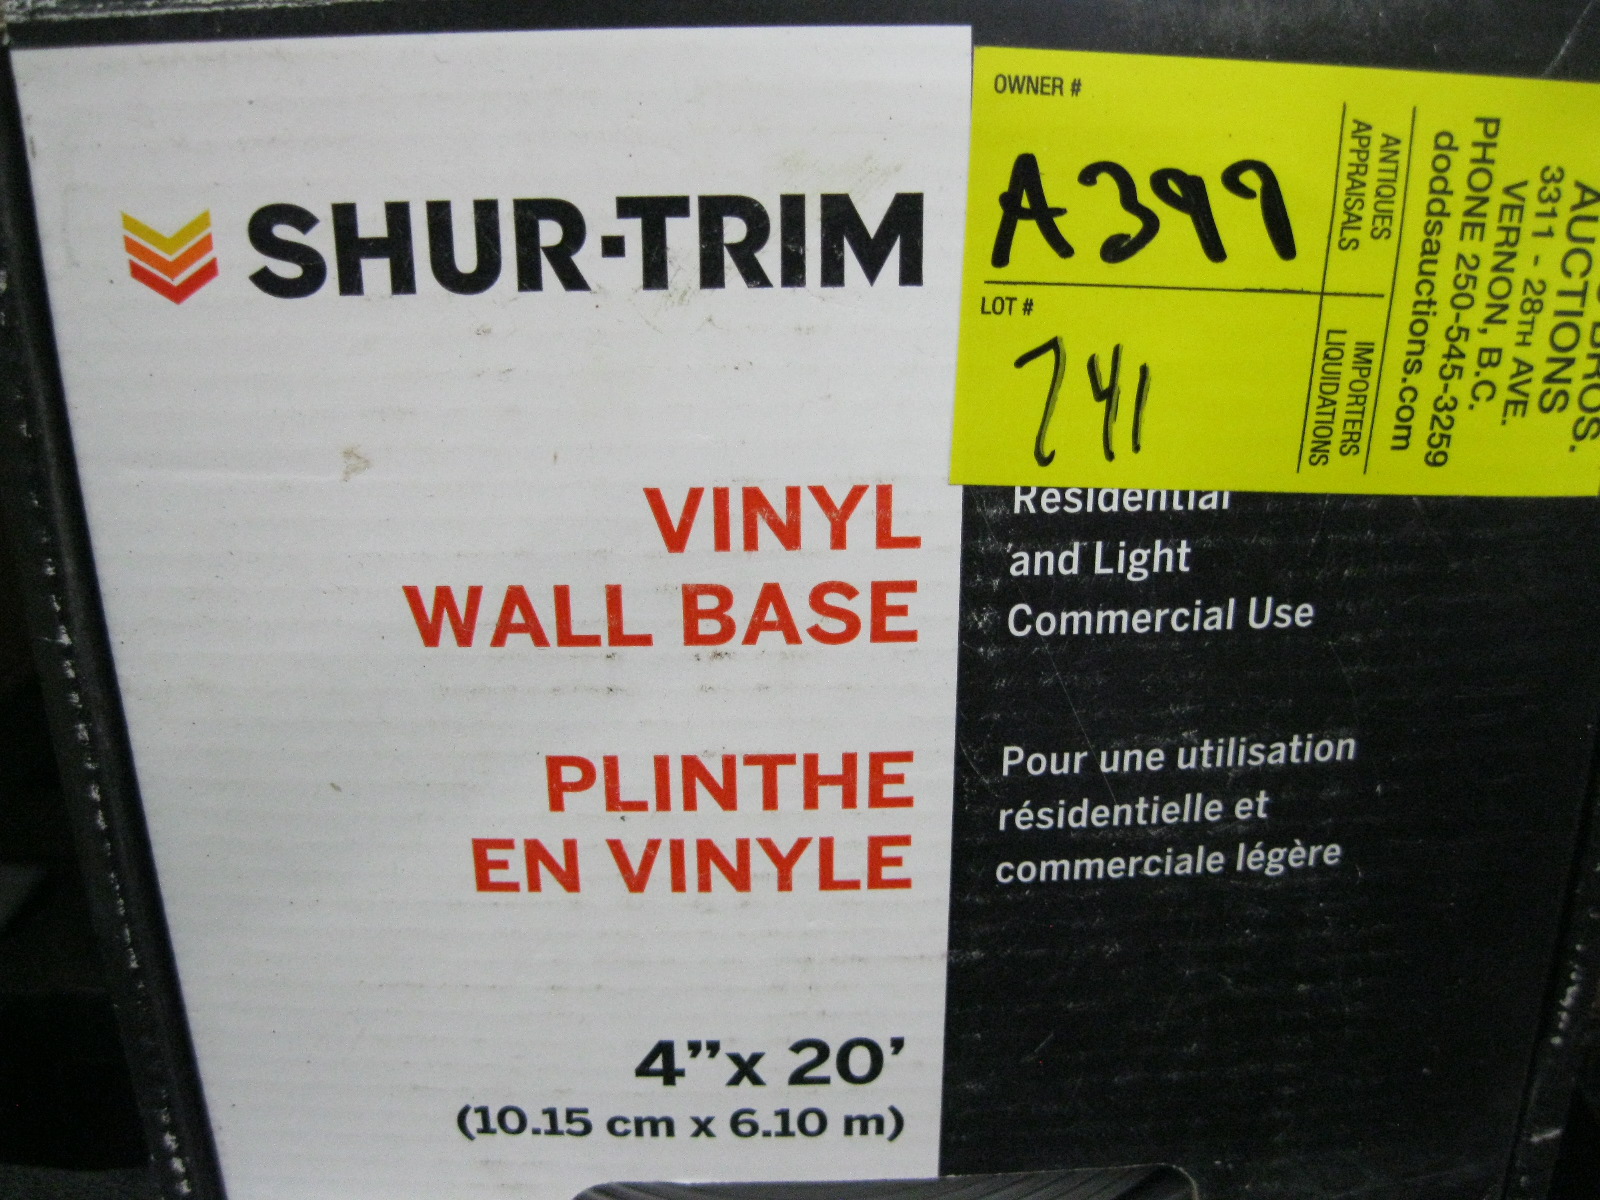 SHUR-TRIM
VINYL
WALL BASE
PLINTHE
EN VINYLE
4” x 20’
(10.15 cm x 6.10 m)
OWNER #
A399
LOT #
741
ANTIQUES
APPRAISALS
IMPORTERS
LIQUIDATIONS
BROS.
AUCTIONS
3311 - 28TH AVE.
VERNON, B.C.
PHONE 250-545-3259
doddsauctions.com
Residential
and Light
Commercial Use
Pour une utilisation
résidentielle et
commerciale légère